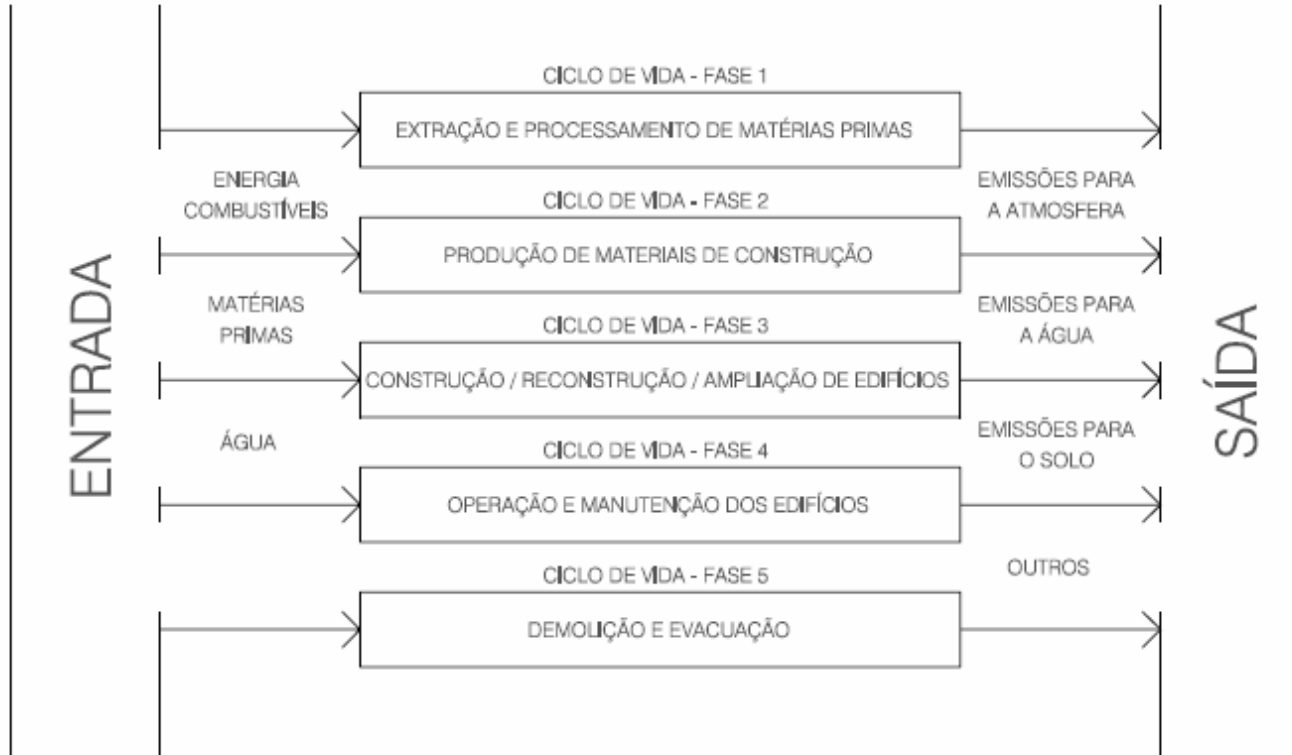 ENTRADA
CICLO DE VIDA - FASE 1
EXTRAÇÃO E PROCESSAMENTO DE MATÉRIAS PRIMAS
ENERGIA
COMBUSTÍVEIS
EMISSÕES PARA
A ATMOSFERA
CICLO DE VIDA - FASE 2
PRODUÇÃO DE MATERIAIS DE CONSTRUÇÃO
MATÉRIAS
PRIMAS
EMISSÕES PARA
A ÁGUA
CICLO DE VIDA - FASE 3
CONSTRUÇÃO / RECONSTRUÇÃO / AMPLIAÇÃO DE EDIFÍCIOS
ÁGUA
EMISSÕES PARA
O SOLO
CICLO DE VIDA - FASE 4
OPERAÇÃO E MANUTENÇÃO DOS EDIFÍCIOS
OUTROS
CICLO DE VIDA - FASE 5
DEMOLIÇÃO E EVACUAÇÃO
SAÍDA